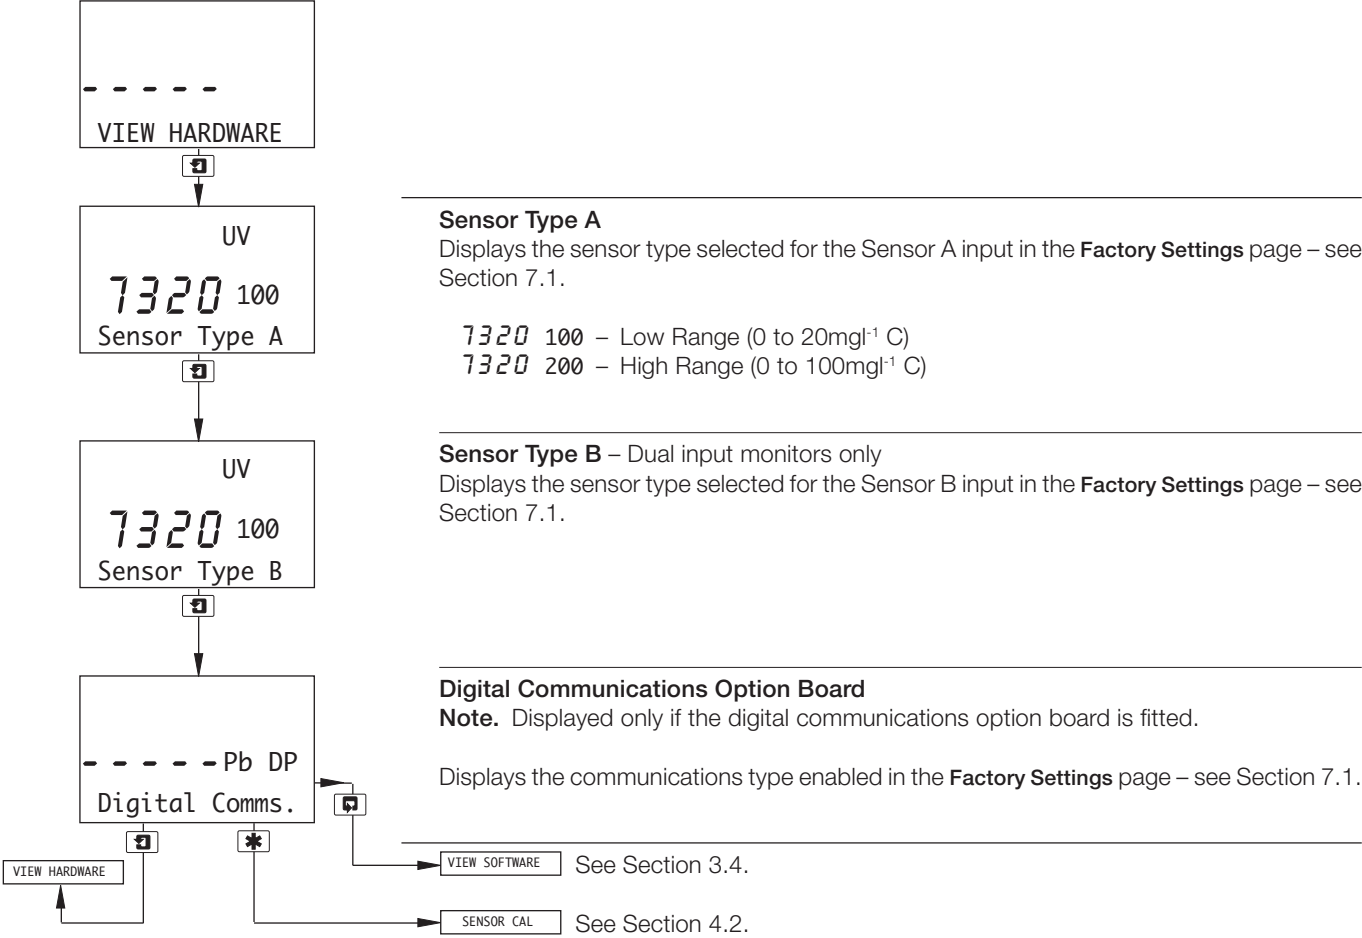 - - - - -
VIEW HARDWARE
UV
7320 100
Sensor Type A
Sensor Type A
Displays the sensor type selected for the Sensor A input in the Factory Settings page – see
Section 7.1.
7320 100 – Low Range (0 to 20mgl⁻¹ C)
7320 200 – High Range (0 to 100mgl⁻¹ C)
UV
7320 100
Sensor Type B
Sensor Type B – Dual input monitors only
Displays the sensor type selected for the Sensor B input in the Factory Settings page – see
Section 7.1.
- - - - - Pb DP
Digital Comms.
Digital Communications Option Board
Note. Displayed only if the digital communications option board is fitted.
Displays the communications type enabled in the Factory Settings page – see Section 7.1.
VIEW HARDWARE
VIEW SOFTWARE See Section 3.4.
SENSOR CAL See Section 4.2.